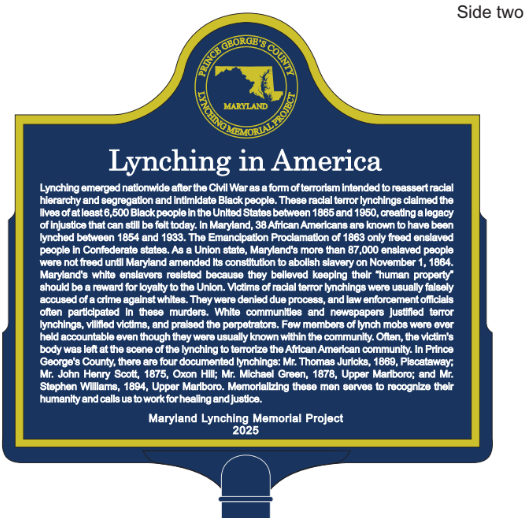 Side two
PRINCE GEORGE'S COUNTY
MARYLAND
LYNCHING MEMORIAL PROJECT
Lynching in America
Lynching emerged nationwide after the Civil War as a form of terrorism intended to reassert racial
hierarchy and segregation and intimidate Black people. These racial terror lynchings claimed the
lives of at least 6,500 Black people in the United States between 1865 and 1950, creating a legacy
of injustice that can still be felt today. In Maryland, 38 African Americans are known to have been
lynched between 1854 and 1933. The Emancipation Proclamation of 1863 only freed enslaved
people in Confederate states. As a Union state, Maryland's more than 87,000 enslaved people
were not freed until Maryland amended its constitution to abolish slavery on November 1, 1864.
Maryland's white enslavers resisted because they believed keeping their "human property"
should be a reward for loyalty to the Union. Victims of racial terror lynchings were usually falsely
accused of a crime against whites. They were denied due process, and law enforcement officials
often participated in these murders. White communities and newspapers justified terror
lynchings, vilified victims, and praised the perpetrators. Few members of lynch mobs were ever
held accountable even though they were usually known within the community. Often, the victim's
body was left at the scene of the lynching to terrorize the African American community. In Prince
George's County, there are four documented lynchings: Mr. Thomas Juricks, 1869, Piscataway;
Mr. John Henry Scott, 1875, Oxon Hill; Mr. Michael Green, 1878, Upper Marlboro; and Mr.
Stephen Williams, 1894, Upper Marlboro. Memorializing these men serves to recognize their
humanity and calls us to work for healing and justice.
Maryland Lynching Memorial Project
2025